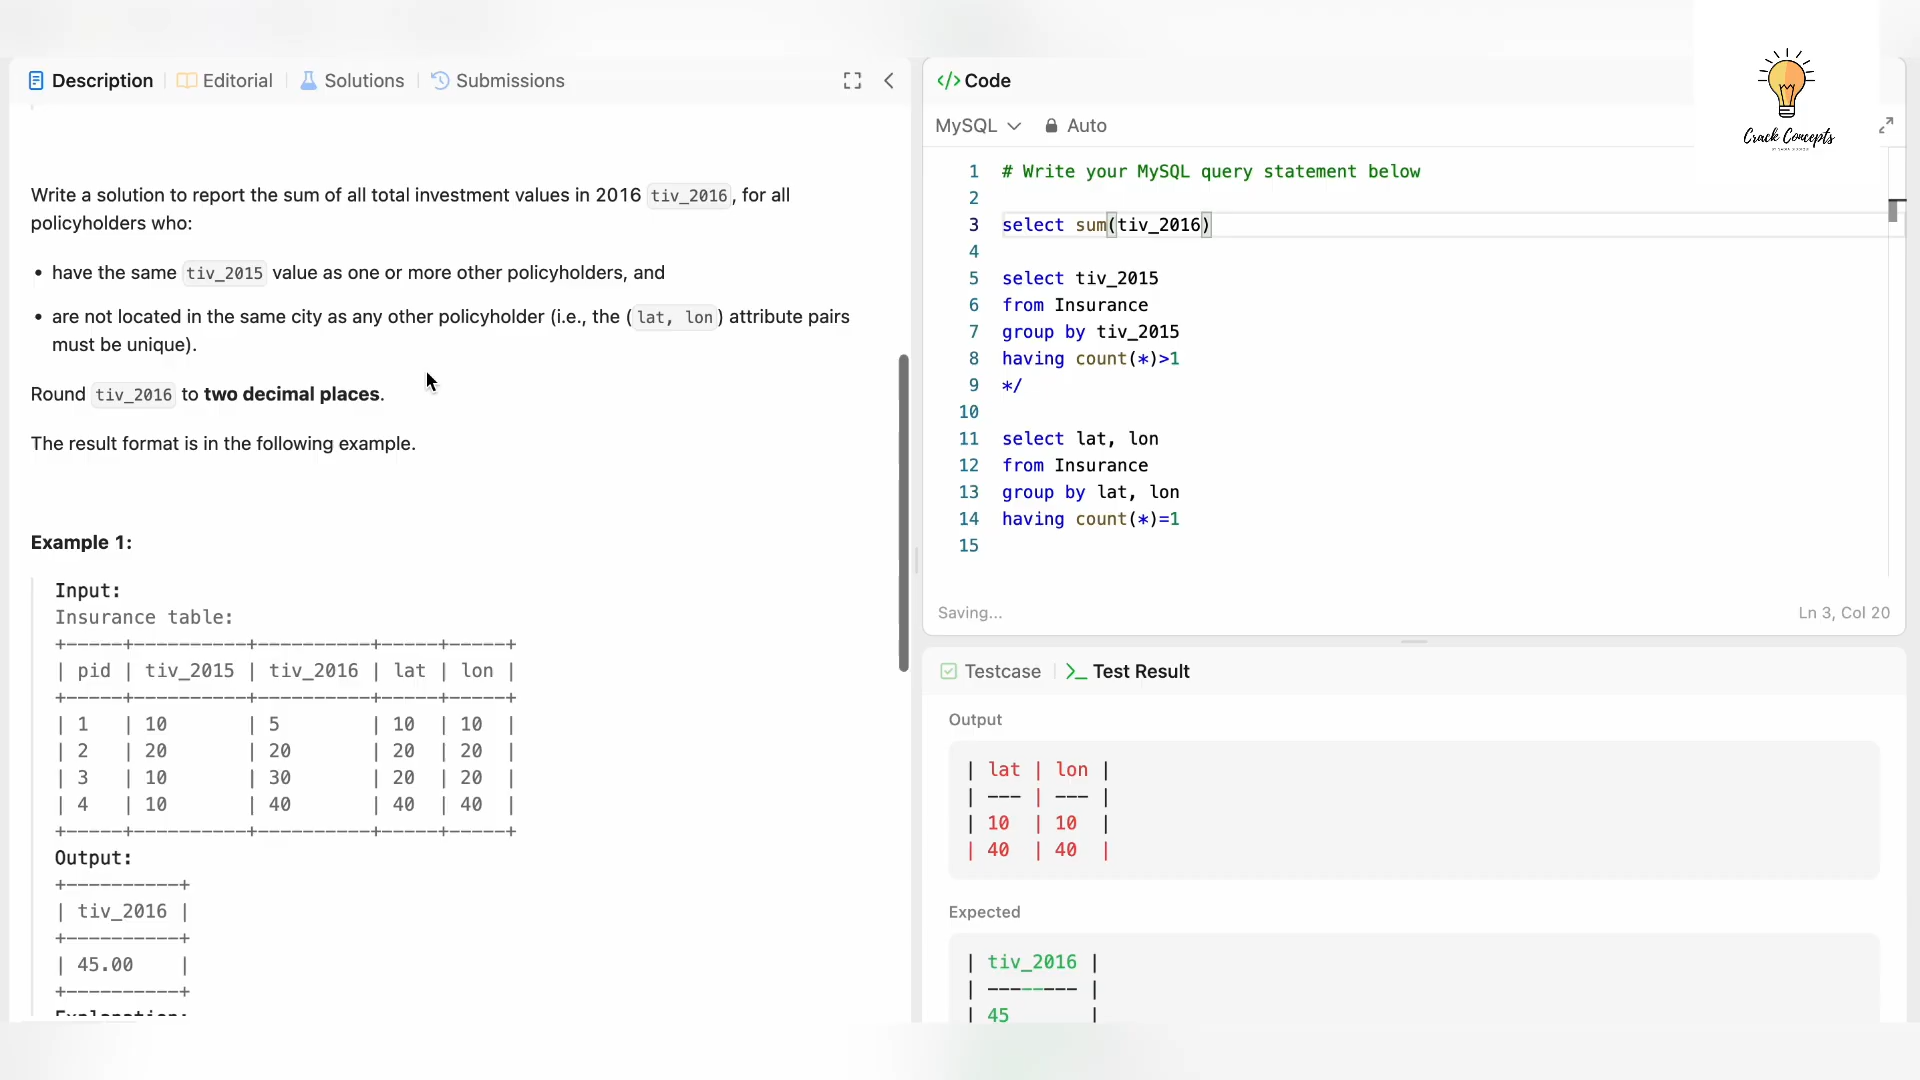 Description
Editorial
Solutions
Submissions
Write a solution to report the sum of all total investment values in 2016 tiv_2016, for all
policyholders who:
• have the same tiv_2015 value as one or more other policyholders, and
• are not located in the same city as any other policyholder (i.e., the (lat, lon) attribute pairs
must be unique).
Round tiv_2016 to two decimal places.
The result format is in the following example.
Example 1:
Input:
Insurance table:
+-----+----------+----------+-----+-----+
| pid | tiv_2015 | tiv_2016 | lat | lon |
+-----+----------+----------+-----+-----+
| 1   | 10       | 5        | 10  | 10  |
| 2   | 20       | 20       | 20  | 20  |
| 3   | 10       | 30       | 20  | 20  |
| 4   | 10       | 40       | 40  | 40  |
+-----+----------+----------+-----+-----+
Output:
+----------+
| tiv_2016 |
+----------+
| 45.00    |
+----------+
Explanation:
</> Code
MySQL
Auto
1 # Write your MySQL query statement below
2
3 select sum(tiv_2016)
4
5 select tiv_2015
6 from Insurance
7 group by tiv_2015
8 having count(*)>1
9 */
10
11 select lat, lon
12 from Insurance
13 group by lat, lon
14 having count(*)=1
15
Saving...
Ln 3, Col 20
Testcase
>_ Test Result
Output
| lat | lon |
| --- | --- |
| 10  | 10  |
| 40  | 40  |
Expected
| tiv_2016 |
| -------- |
| 45       |
Crack Concepts